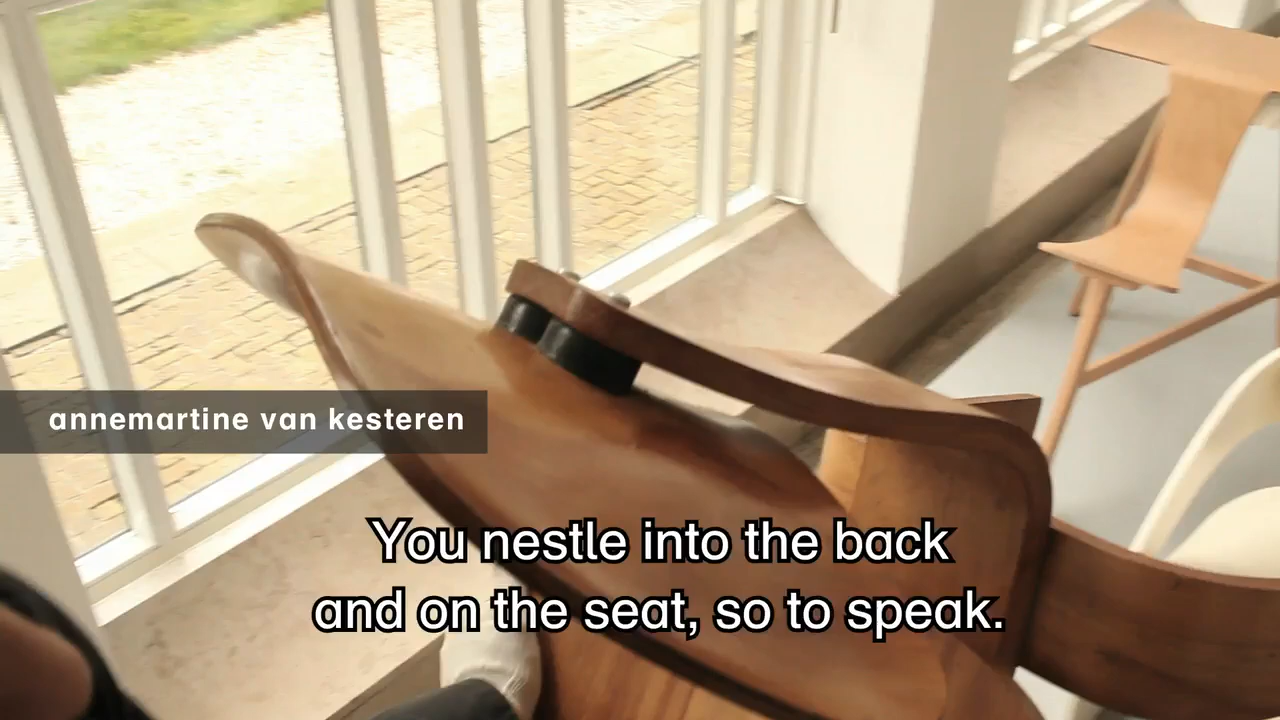 annemartine van kesteren
You nestle into the back
and on the seat, so to speak.